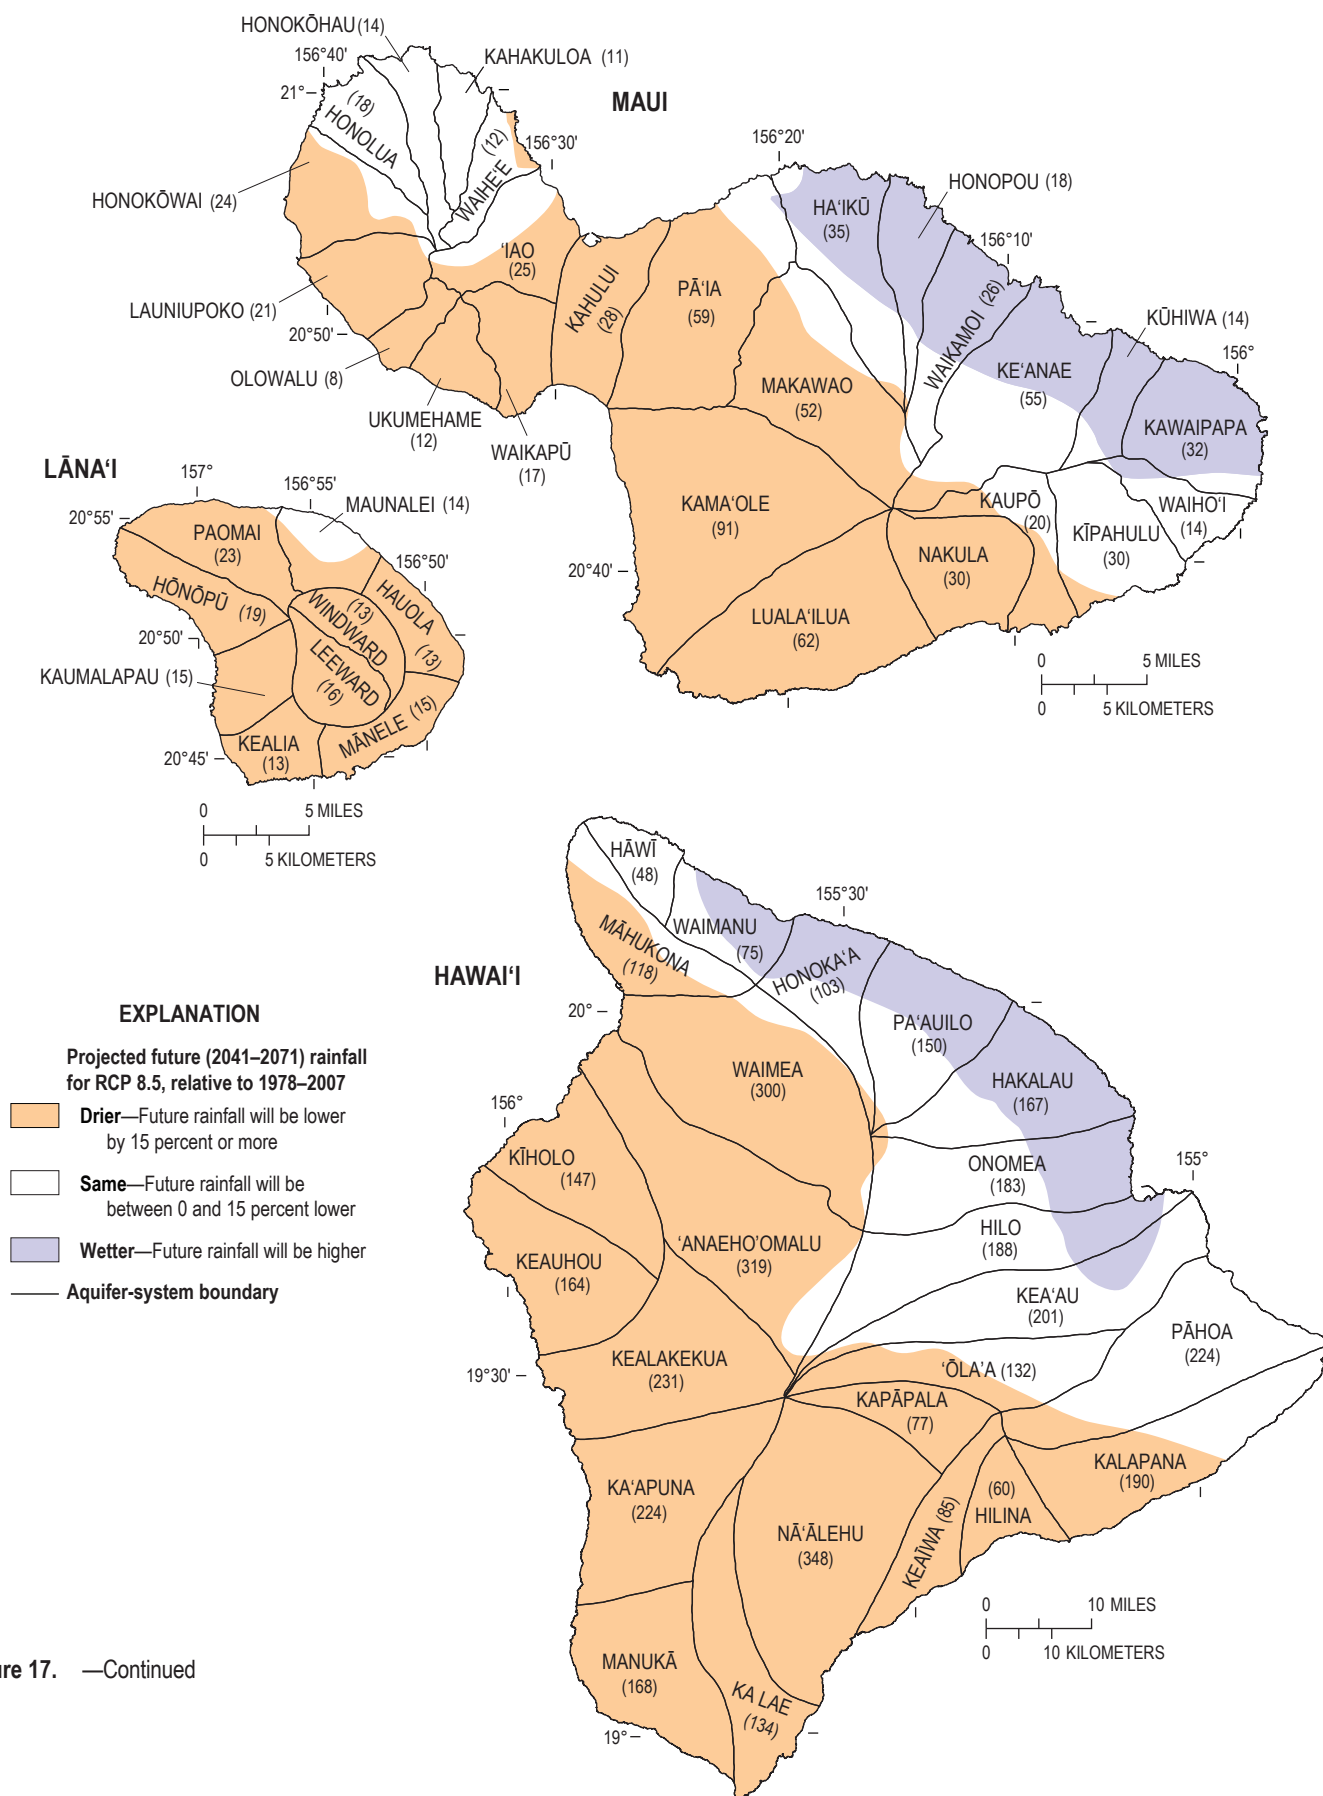 HONOKŌHAU (14)
156°40'
KAHAKULOA (11)
21°
MAUI
(18)
HONOLUA
(12)
WAIHE‘E
156°30'
156°20'
HONOKŌWAI (24)
HA‘IKŪ
(35)
HONOPOU (18)
156°10'
‘IAO
(25)
LAUNIUPOKO (21)
KAHULUI
(28)
PĀ‘IA
(59)
WAIKAMOI (26)
KŪHIWA (14)
156°
20°50'
OLOWALU (8)
MAKAWAO
(52)
KE‘ANAE
(55)
UKUMEHAME
(12)
WAIKAPŪ
(17)
KAWAIPAPA
(32)
LĀNA‘I
157°
156°55'
MAUNALEI (14)
KAMA‘OLE
(91)
KAUPŌ
(20)
WAIHO‘I
(14)
20°55'
PAOMAI
(23)
156°50'
KĪPAHULU
(30)
NAKULA
(30)
20°40'
HŌNŌPŪ (19)
(13)
WINDWARD
HAUOLA
(13)
LUALA‘ILUA
(62)
20°50'
LEEWARD
(16)
KAUMALAPAU (15)
MĀNELE (15)
0 5 MILES
0 5 KILOMETERS
KEALIA
(13)
20°45'
0 5 MILES
0 5 KILOMETERS
HĀWĪ
(48)
155°30'
WAIMANU
(75)
MĀHUKONA
(118)
HONOKA‘A
(103)
HAWAI‘I
EXPLANATION
20°
PA‘AUILO
(150)
Projected future (2041–2071) rainfall
for RCP 8.5, relative to 1978–2007
WAIMEA
(300)
HAKALAU
(167)
Drier—Future rainfall will be lower
by 15 percent or more
156°
KĪHOLO
(147)
ONOMEA
(183)
155°
Same—Future rainfall will be
between 0 and 15 percent lower
HILO
(188)
Wetter—Future rainfall will be higher
KEAUHOU
(164)
‘ANAEHO’OMALU
(319)
Aquifer-system boundary
KEA‘AU
(201)
PĀHOA
(224)
KEALAKEKUA
(231)
19°30'
‘ŌLA’A (132)
KAPĀPALA
(77)
KALAPANA
(190)
KA‘APUNA
(224)
(60)
HILINA
KEAĪWA (85)
NĀ‘ĀLEHU
(348)
0 10 MILES
0 10 KILOMETERS
ure 17. —Continued
MANUKĀ
(168)
KA LAE
(134)
19°